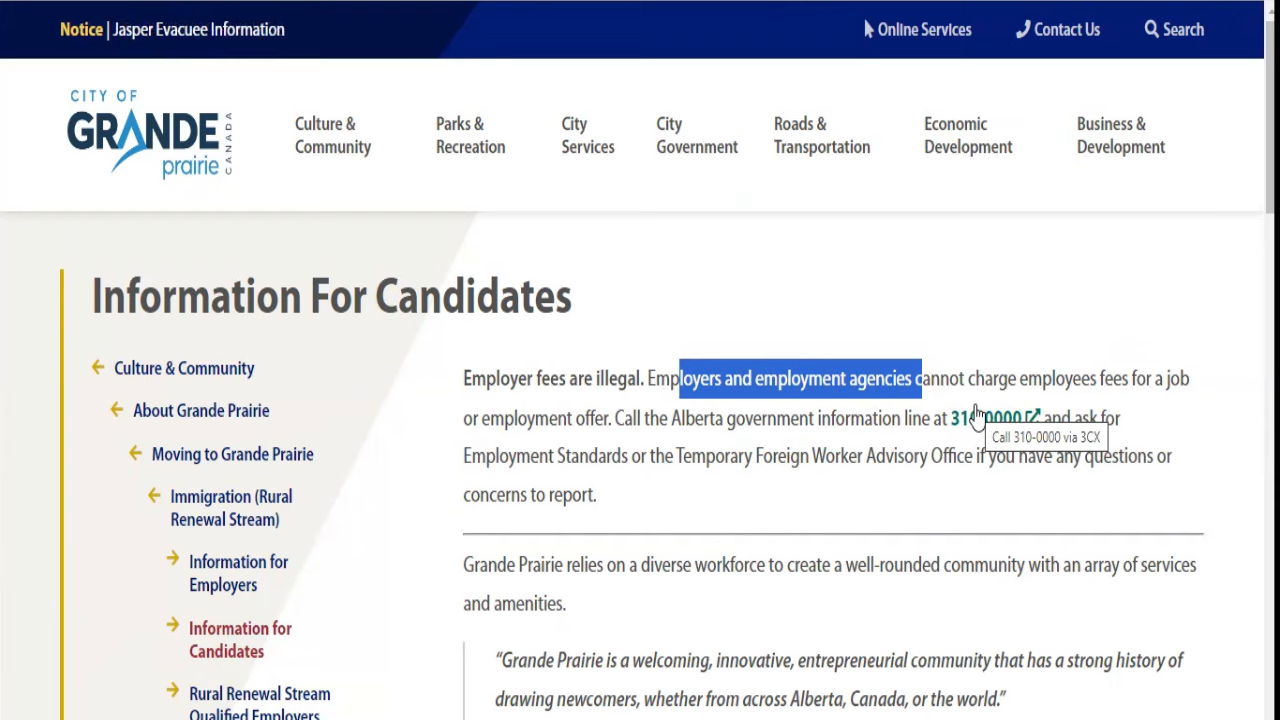 Notice | Jasper Evacuee Information
Online Services
Contact Us
Search
CITY OF
GRANDE
prairie
CANADA
Culture &
Community
Parks &
Recreation
City
Services
City
Government
Roads &
Transportation
Economic
Development
Business &
Development
Information For Candidates
Culture & Community
About Grande Prairie
Moving to Grande Prairie
Immigration (Rural
Renewal Stream)
Information for
Employers
Information for
Candidates
Rural Renewal Stream
Qualified Employers
Employer fees are illegal. Employers and employment agencies cannot charge employees fees for a job
or employment offer. Call the Alberta government information line at 310-0000 and ask for
Call 310-0000 via 3CX
Employment Standards or the Temporary Foreign Worker Advisory Office if you have any questions or
concerns to report.
Grande Prairie relies on a diverse workforce to create a well-rounded community with an array of services
and amenities.
“Grande Prairie is a welcoming, innovative, entrepreneurial community that has a strong history of
drawing newcomers, whether from across Alberta, Canada, or the world.”